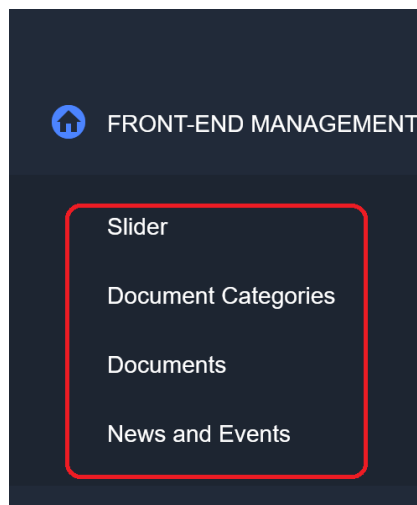 FRONT-END MANAGEMENT
Slider
Document Categories
Documents
News and Events